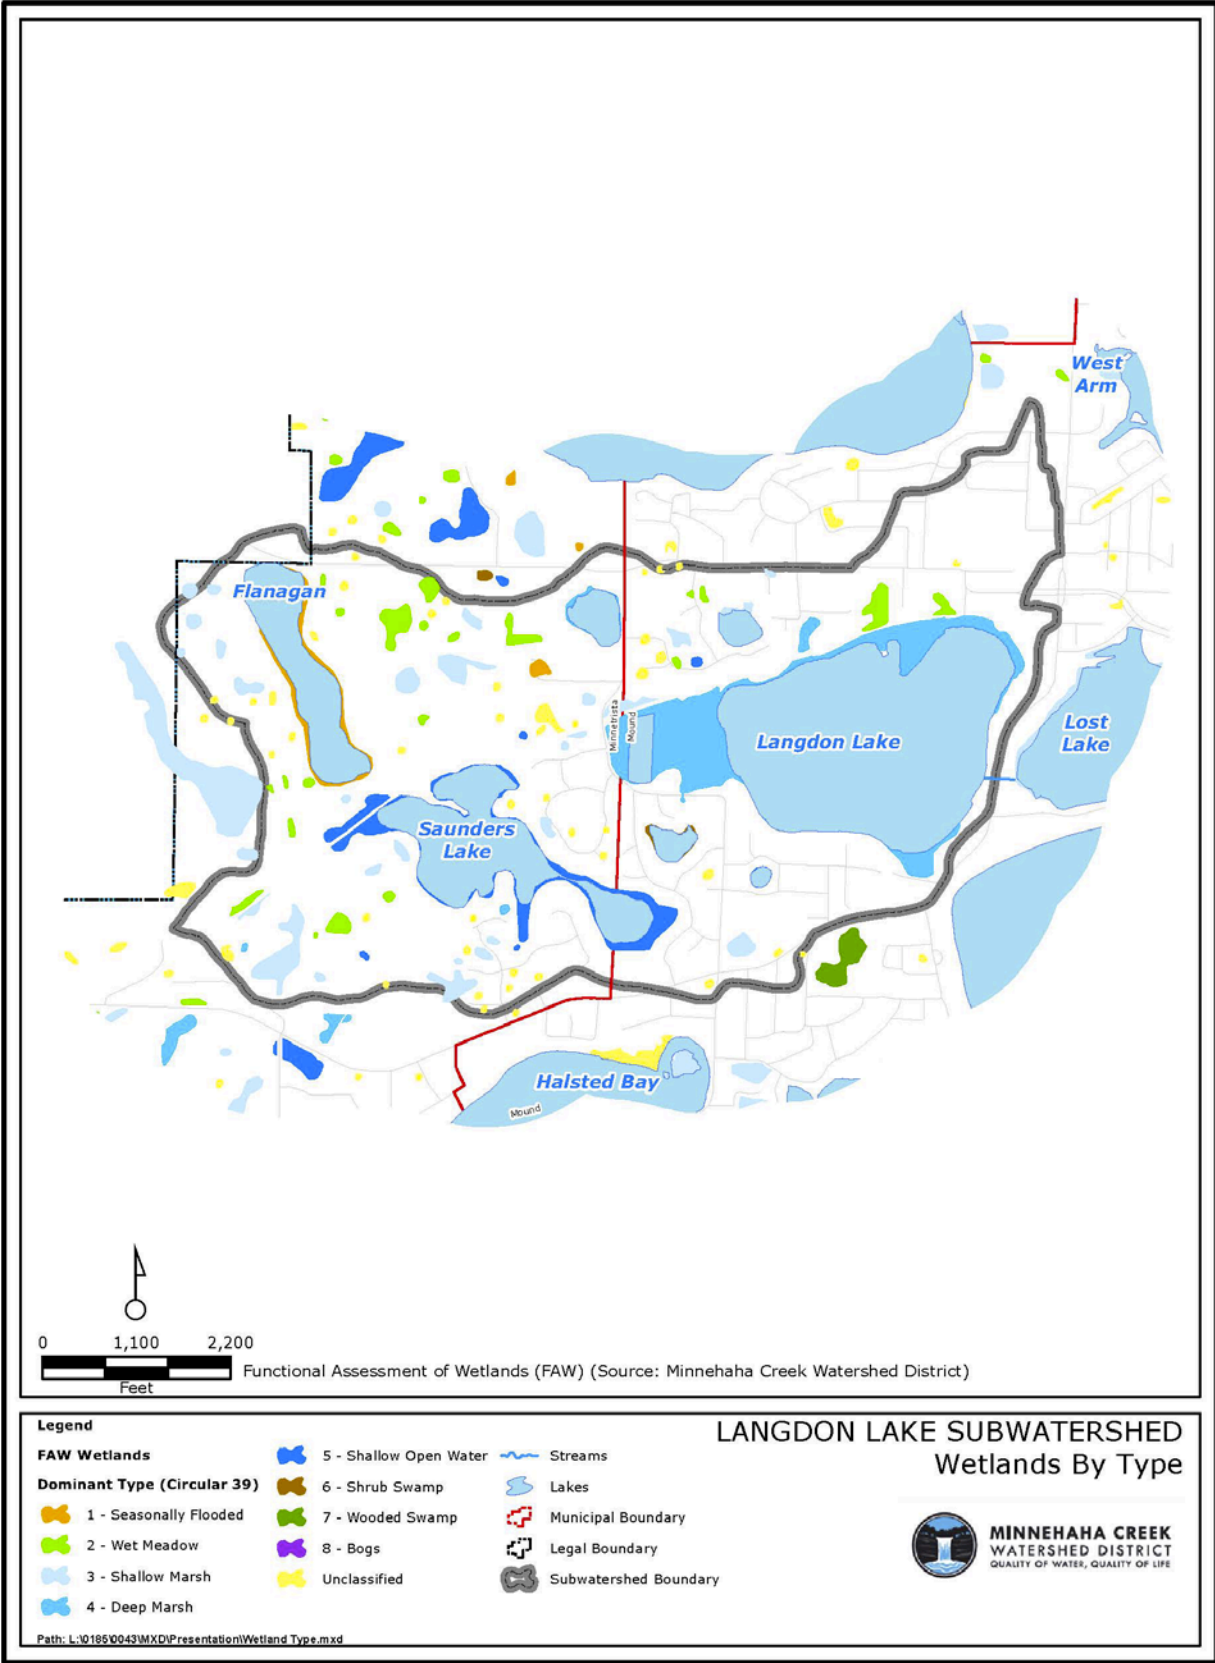 West
Arm
Flanagan
Minnetrista
Mound
Langdon Lake
Lost
Lake
Saunders
Lake
Halsted Bay
Mound
0 1,100 2,200
Feet
Functional Assessment of Wetlands (FAW) (Source: Minnehaha Creek Watershed District)
Legend
FAW Wetlands
Dominant Type (Circular 39)
1 - Seasonally Flooded
2 - Wet Meadow
3 - Shallow Marsh
4 - Deep Marsh
5 - Shallow Open Water
6 - Shrub Swamp
7 - Wooded Swamp
8 - Bogs
Unclassified
Streams
Lakes
Municipal Boundary
Legal Boundary
Subwatershed Boundary
LANGDON LAKE SUBWATERSHED
Wetlands By Type
MINNEHAHA CREEK
WATERSHED DISTRICT
QUALITY OF WATER, QUALITY OF LIFE
Path: L:\0185\0043\MXD\Presentation\Wetland Type.mxd